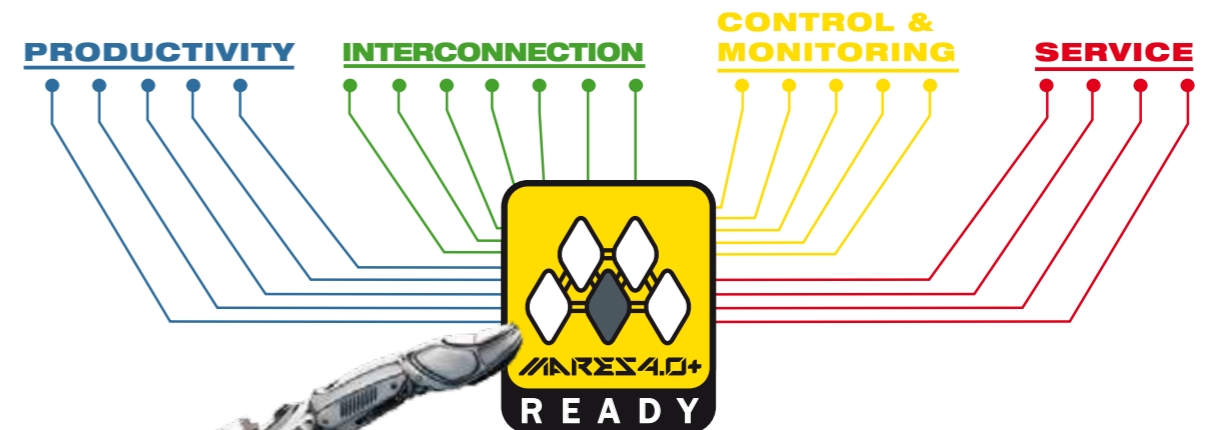 PRODUCTIVITY
INTERCONNECTION
CONTROL &
MONITORING
SERVICE
MARES4.0+
READY